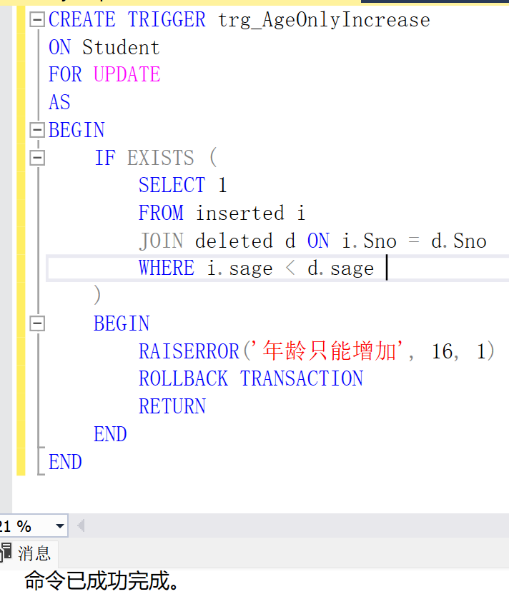 CREATE TRIGGER trg_AgeOnlyIncrease
ON Student
FOR UPDATE
AS
BEGIN
IF EXISTS (
SELECT 1
FROM inserted i
JOIN deleted d ON i.Sno = d.Sno
WHERE i.sage < d.sage
)
BEGIN
RAISERROR('年龄只能增加', 16, 1)
ROLLBACK TRANSACTION
RETURN
END
END
21 %
消息
命令已成功完成。